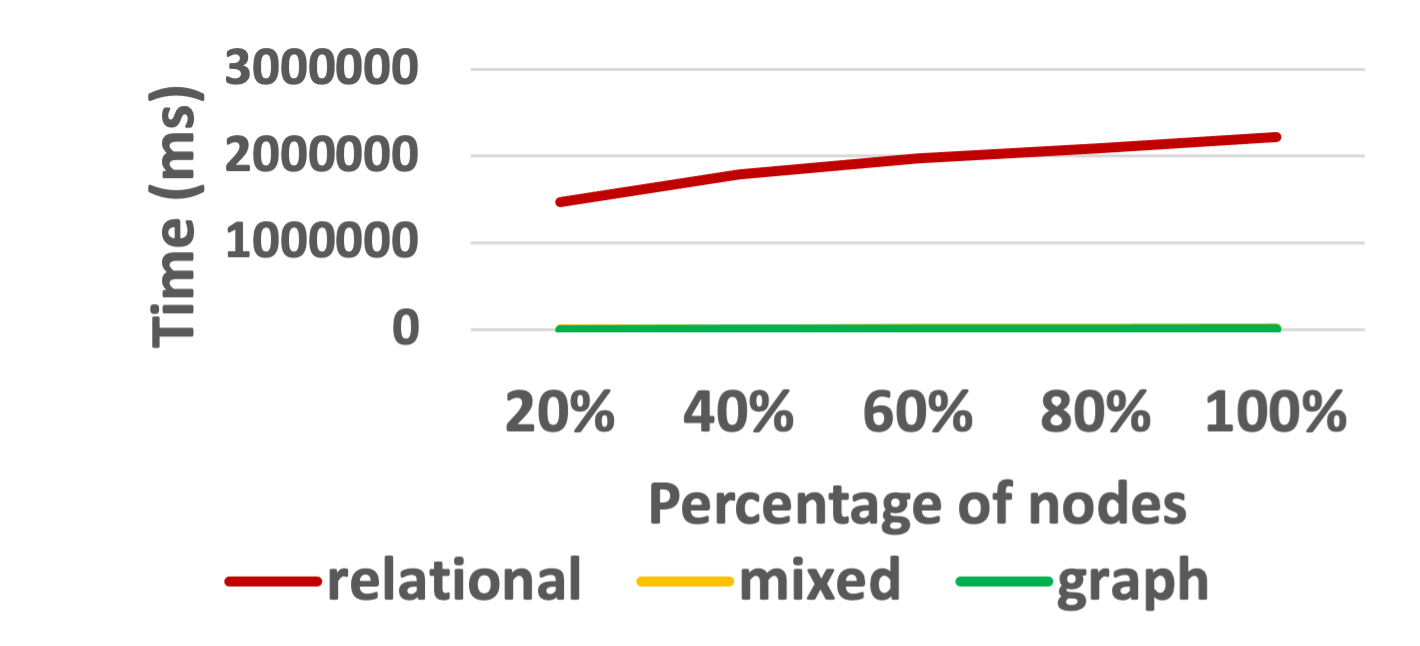 Time (ms)
3000000
2000000
1000000
0
20% 40% 60% 80% 100%
Percentage of nodes
relational mixed graph